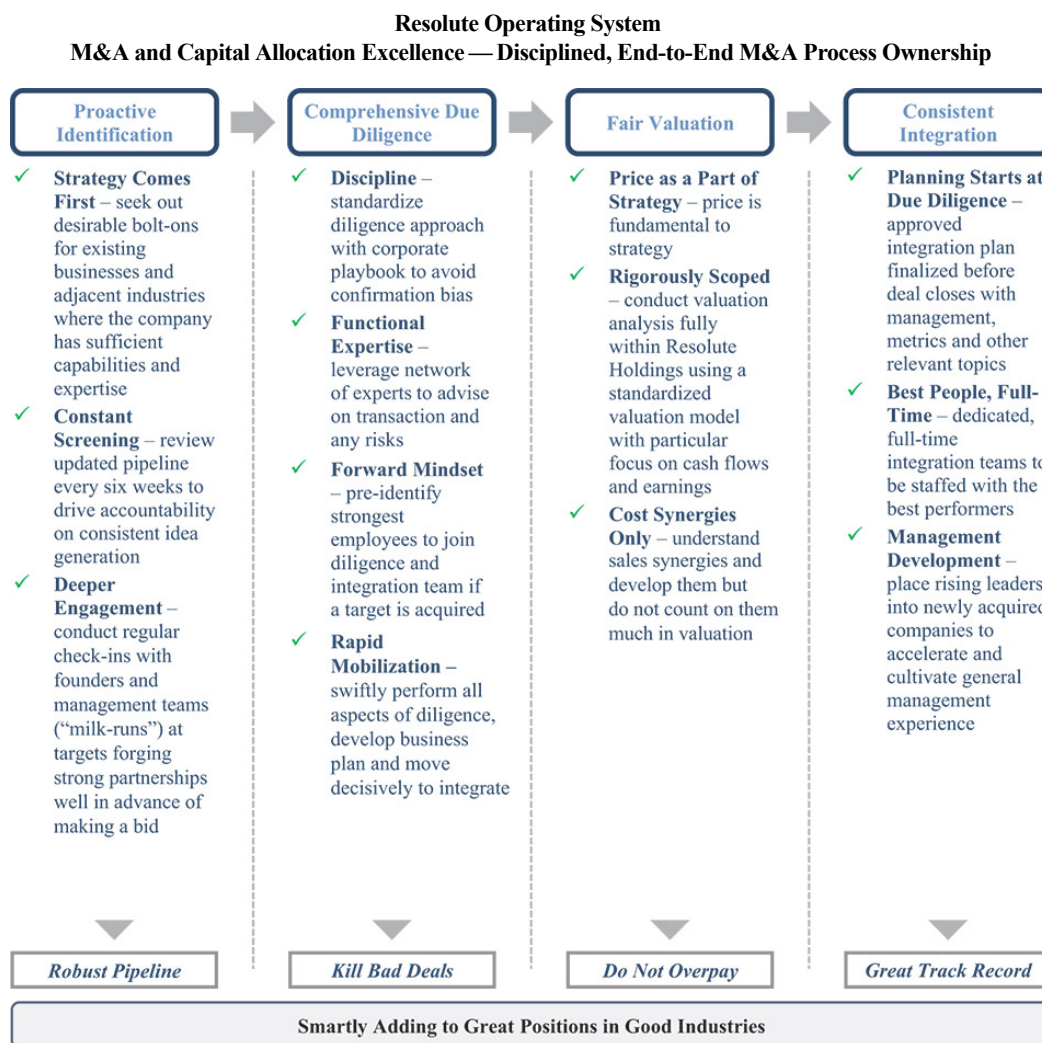 Resolute Operating System
M&A and Capital Allocation Excellence — Disciplined, End-to-End M&A Process Ownership
Proactive
Identification
Strategy Comes
First – seek out
desirable bolt-ons
for existing
businesses and
adjacent industries
where the company
has sufficient
capabilities and
expertise
Constant
Screening – review
updated pipeline
every six weeks to
drive accountability
on consistent idea
generation
Deeper
Engagement –
conduct regular
check-ins with
founders and
management teams
(“milk-runs”) at
targets forging
strong partnerships
well in advance of
making a bid
Robust Pipeline
Comprehensive Due
Diligence
Discipline –
standardize
diligence approach
with corporate
playbook to avoid
confirmation bias
Functional
Expertise –
leverage network
of experts to advise
on transaction and
any risks
Forward Mindset
– pre-identify
strongest
employees to join
diligence and
integration team if
a target is acquired
Rapid
Mobilization –
swiftly perform all
aspects of diligence,
develop business
plan and move
decisively to integrate
Kill Bad Deals
Fair Valuation
Price as a Part of
Strategy – price is
fundamental to
strategy
Rigorously Scoped
– conduct valuation
analysis fully
within Resolute
Holdings using a
standardized
valuation model
with particular
focus on cash flows
and earnings
Cost Synergies
Only – understand
sales synergies and
develop them but
do not count on them
much in valuation
Do Not Overpay
Consistent
Integration
Planning Starts at
Due Diligence –
approved
integration plan
finalized before
deal closes with
management,
metrics and other
relevant topics
Best People, Full-
Time – dedicated,
full-time
integration teams to
be staffed with the
best performers
Management
Development –
place rising leaders
into newly acquired
companies to
accelerate and
cultivate general
management
experience
Great Track Record
Smartly Adding to Great Positions in Good Industries